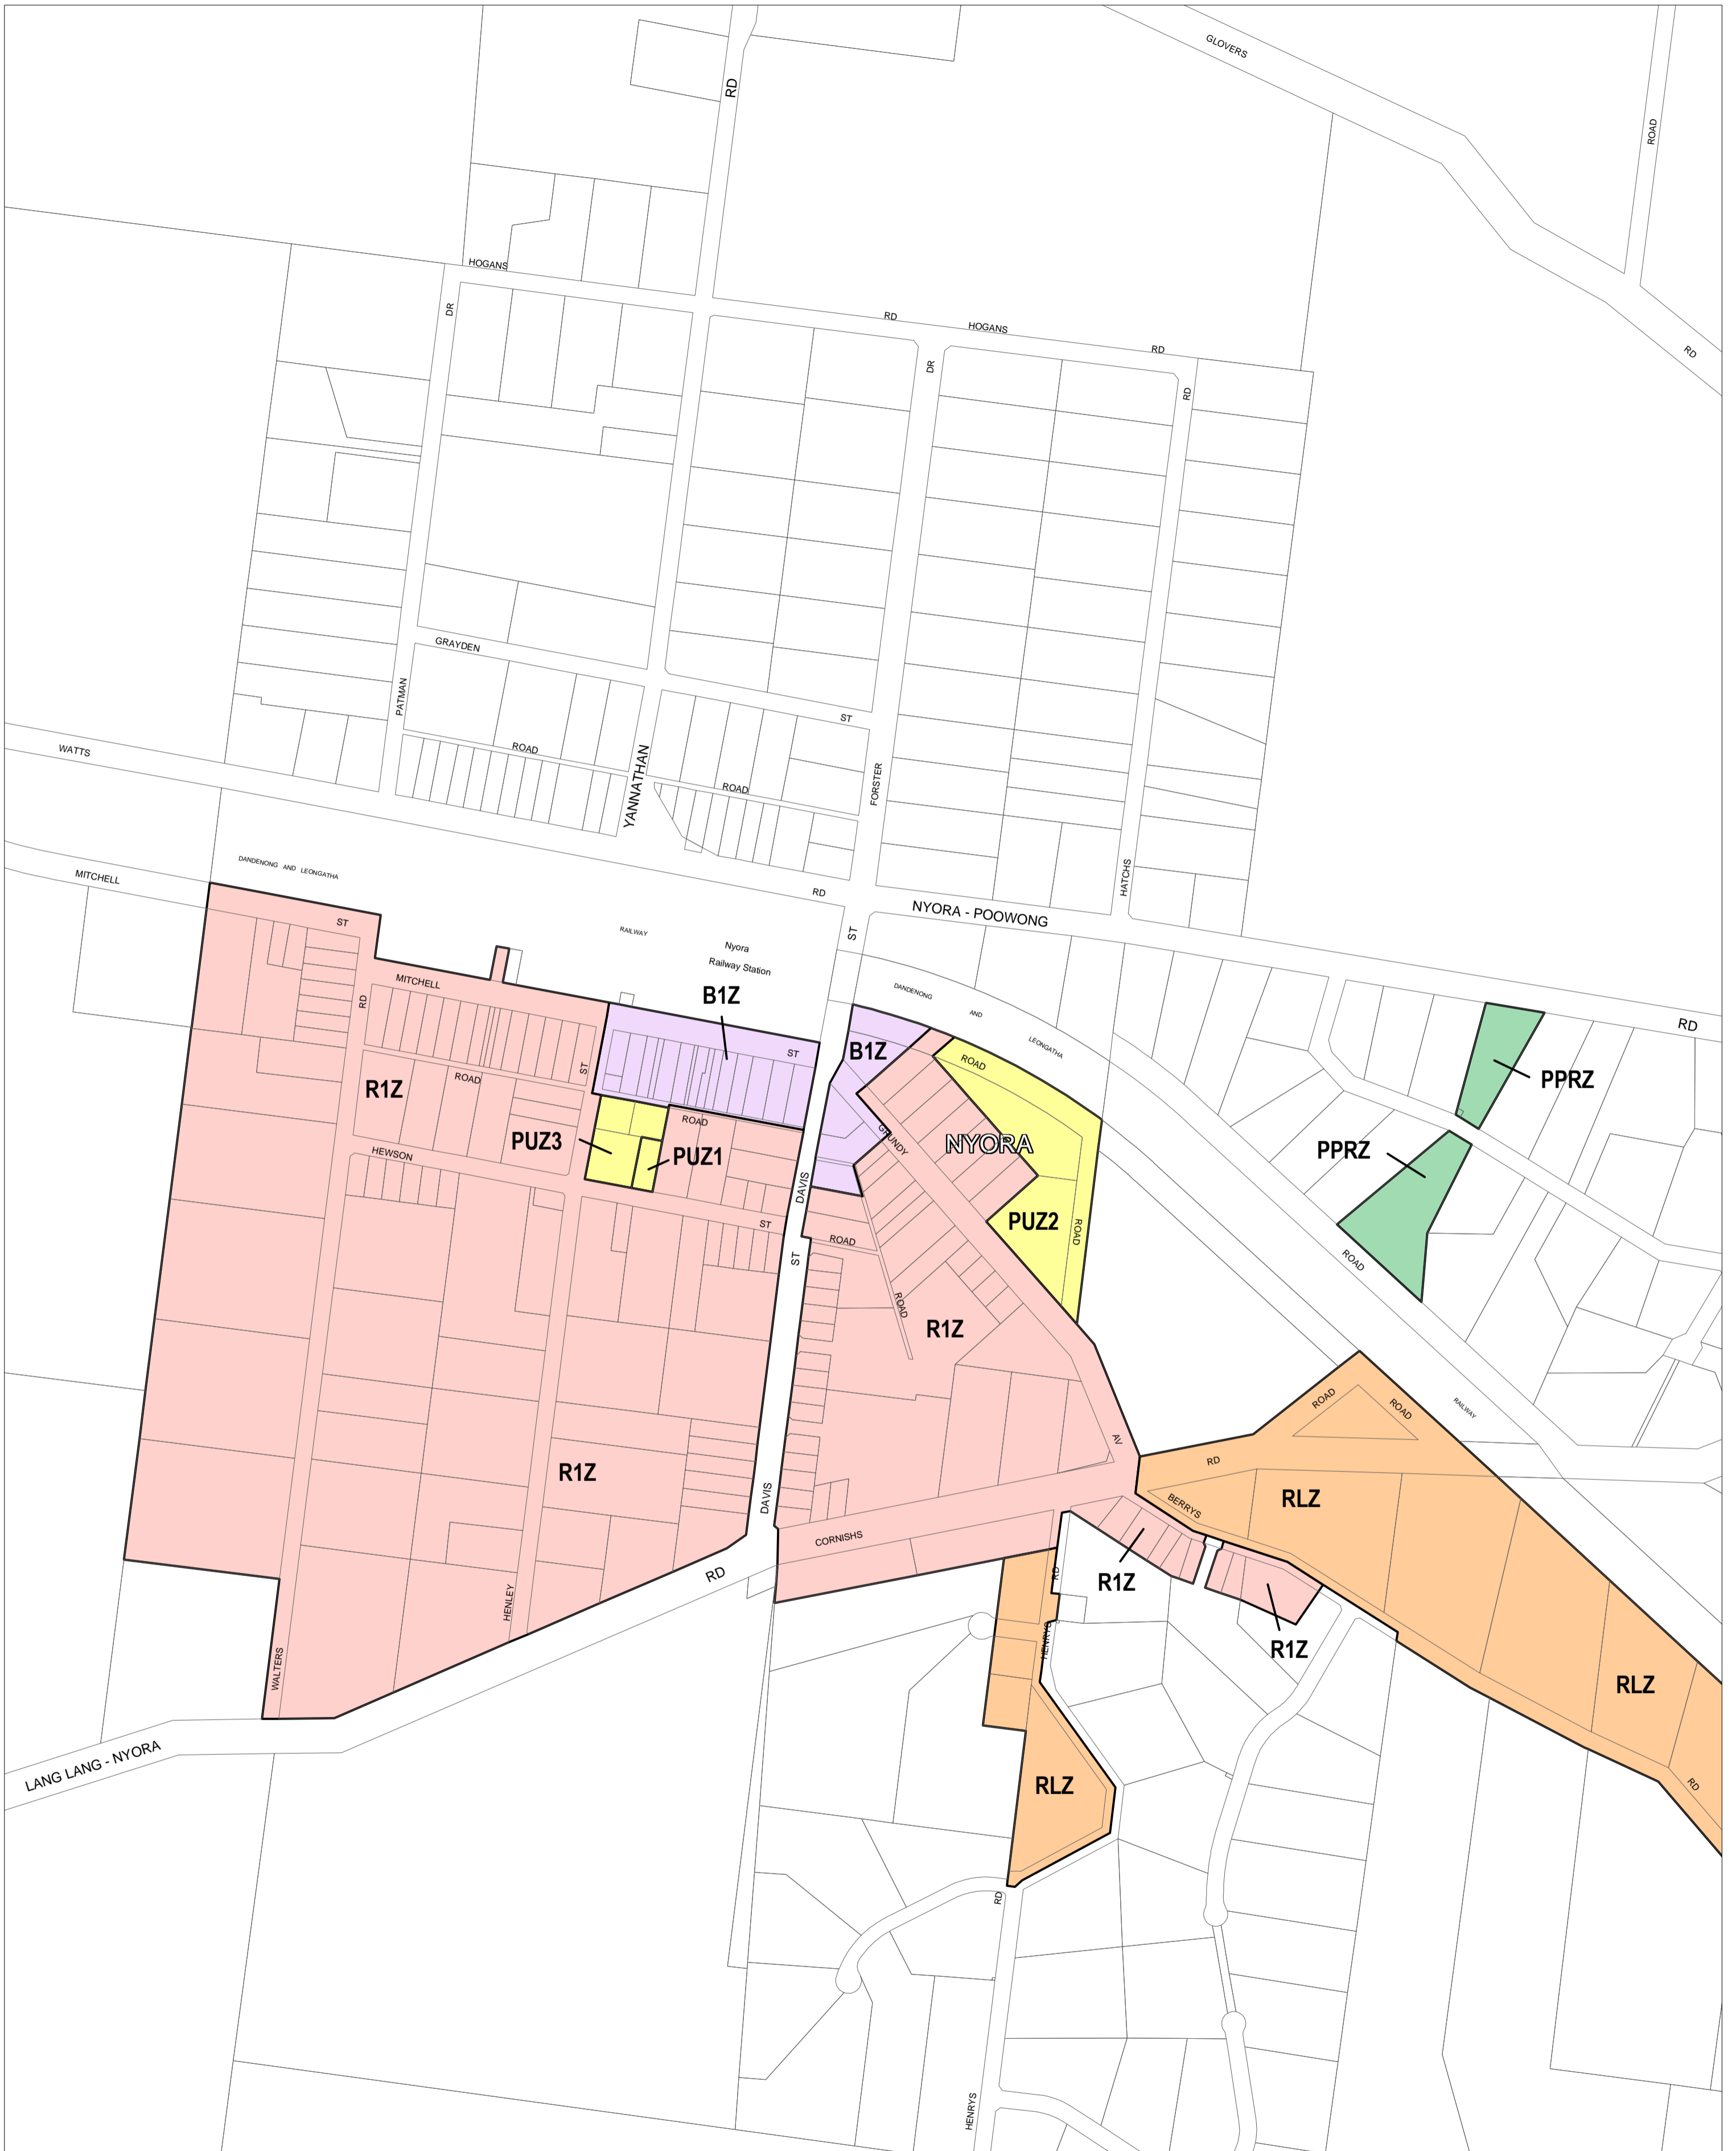 GLOVERS
RD
ROAD
HOGANS
DR
RD
HOGANS
RD
RD
DR
RD
GRAYDEN
PATMAN
ST
WATTS
ROAD
YANNATHAN
ROAD
FORSTER
DANDENONG AND LEONGATHA
MITCHELL
RD
HATCHS
NYORA - POOWONG
ST
RAILWAY
ST
Nyora
Railway Station
B1Z
MITCHELL
RD
DANDENONG
AND
LEONGATHA
RD
ST
B1Z
ROAD
ST
ROAD
R1Z
PPRZ
ROAD
PUZ3
PUZ1
GRUNDY
NYORA
PPRZ
HEWSON
DAVIS
PUZ2
ROAD
ST
ROAD
ST
ROAD
ROAD
R1Z
ROAD
ROAD
RAILWAY
AV
RD
R1Z
RLZ
DAVIS
BERRYS
CORNISHS
RD
RD
R1Z
HENLEY
HENRYS
R1Z
WALTERS
RLZ
LANG LANG - NYORA
RLZ
RD
RD
HENRYS